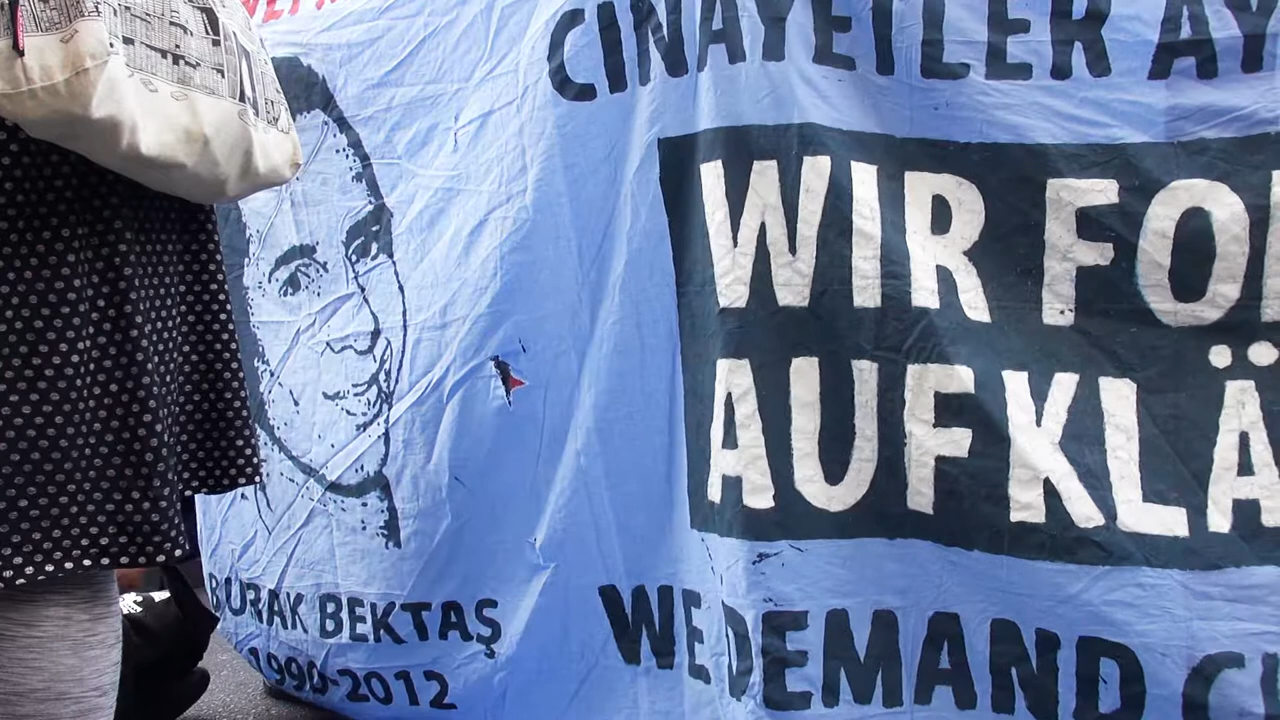 CINAYETLER AY
WIR FO
AUFKLÄ
WE DEMAND
BURAK BEKTAŞ
1990-2012